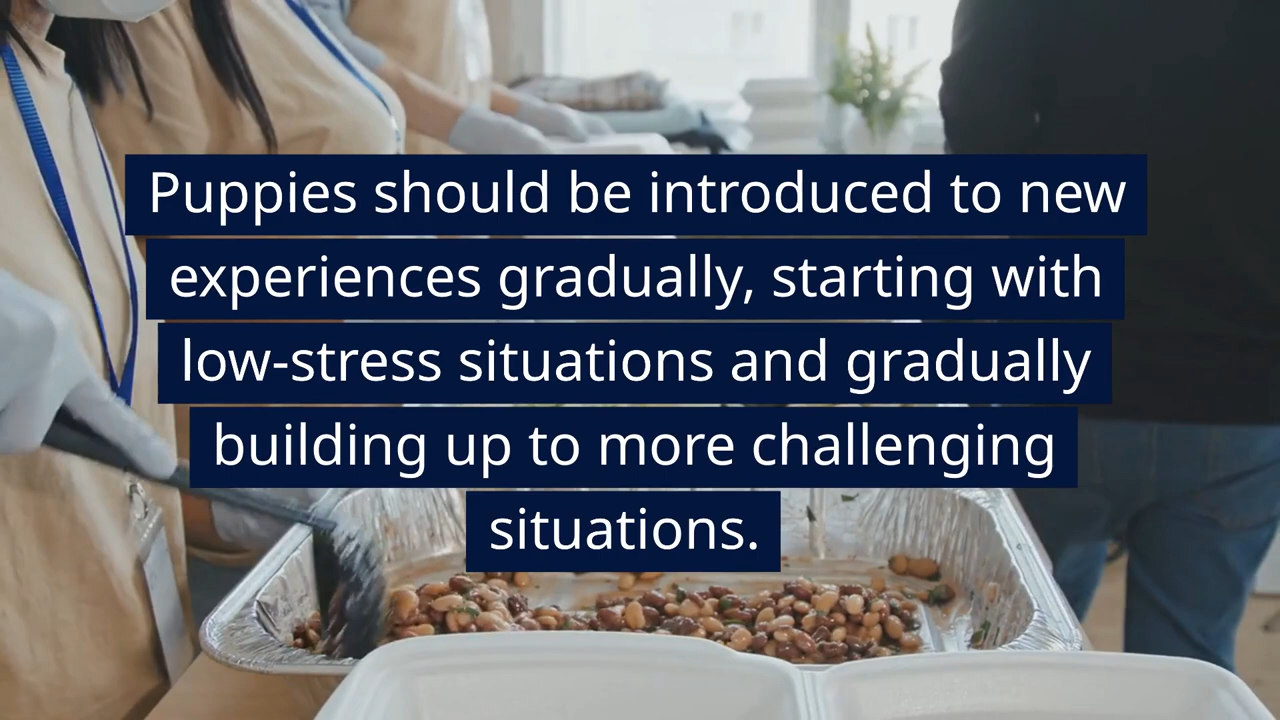 Puppies should be introduced to new
experiences gradually, starting with
low-stress situations and gradually
building up to more challenging
situations.